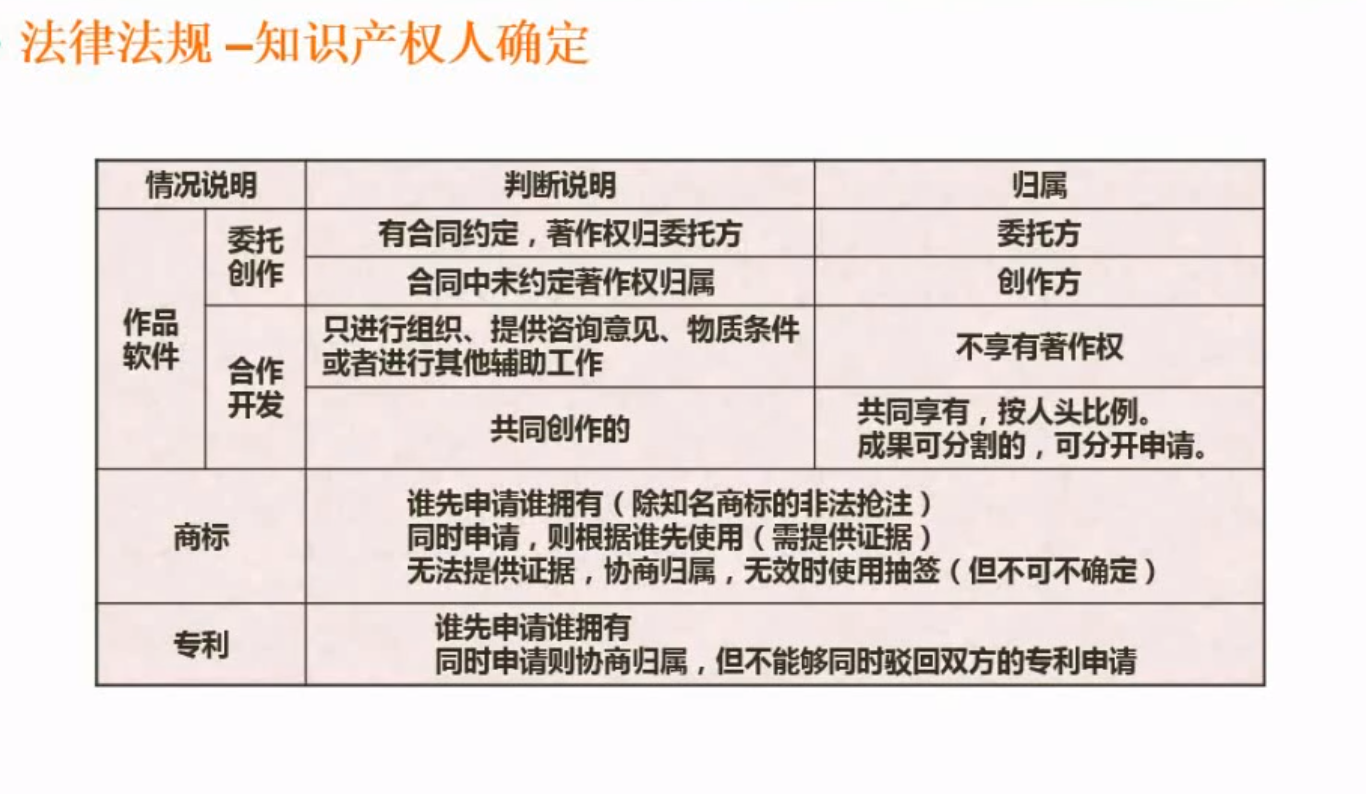 法律法规 –知识产权人确定
情况说明 判断说明 归属
作品
软件
委托
创作
有合同约定，著作权归委托方 委托方
合同中未约定著作权归属 创作方
合作
开发
只进行组织、提供咨询意见、物质条件
或者进行其他辅助工作
不享有著作权
共同创作的
共同享有，按人头比例。
成果可分割的，可分开申请。
商标
谁先申请谁拥有（除知名商标的非法抢注）
同时申请，则根据谁先使用（需提供证据）
无法提供证据，协商归属，无效时使用抽签（但不可不确定）
专利
谁先申请谁拥有
同时申请则协商归属，但不能够同时驳回双方的专利申请